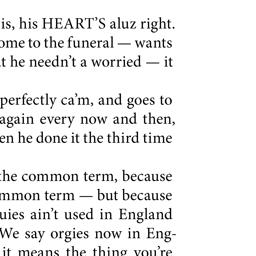 is, his HEART’S aluz right.
ome to the funeral — wants
t he needn’t a worried — it
perfectly ca’m, and goes to
again every now and then,
en he done it the third time
the common term, because
mmon term — but because
uies ain’t used in England
We say orgies now in Eng-
it means the thing you’re